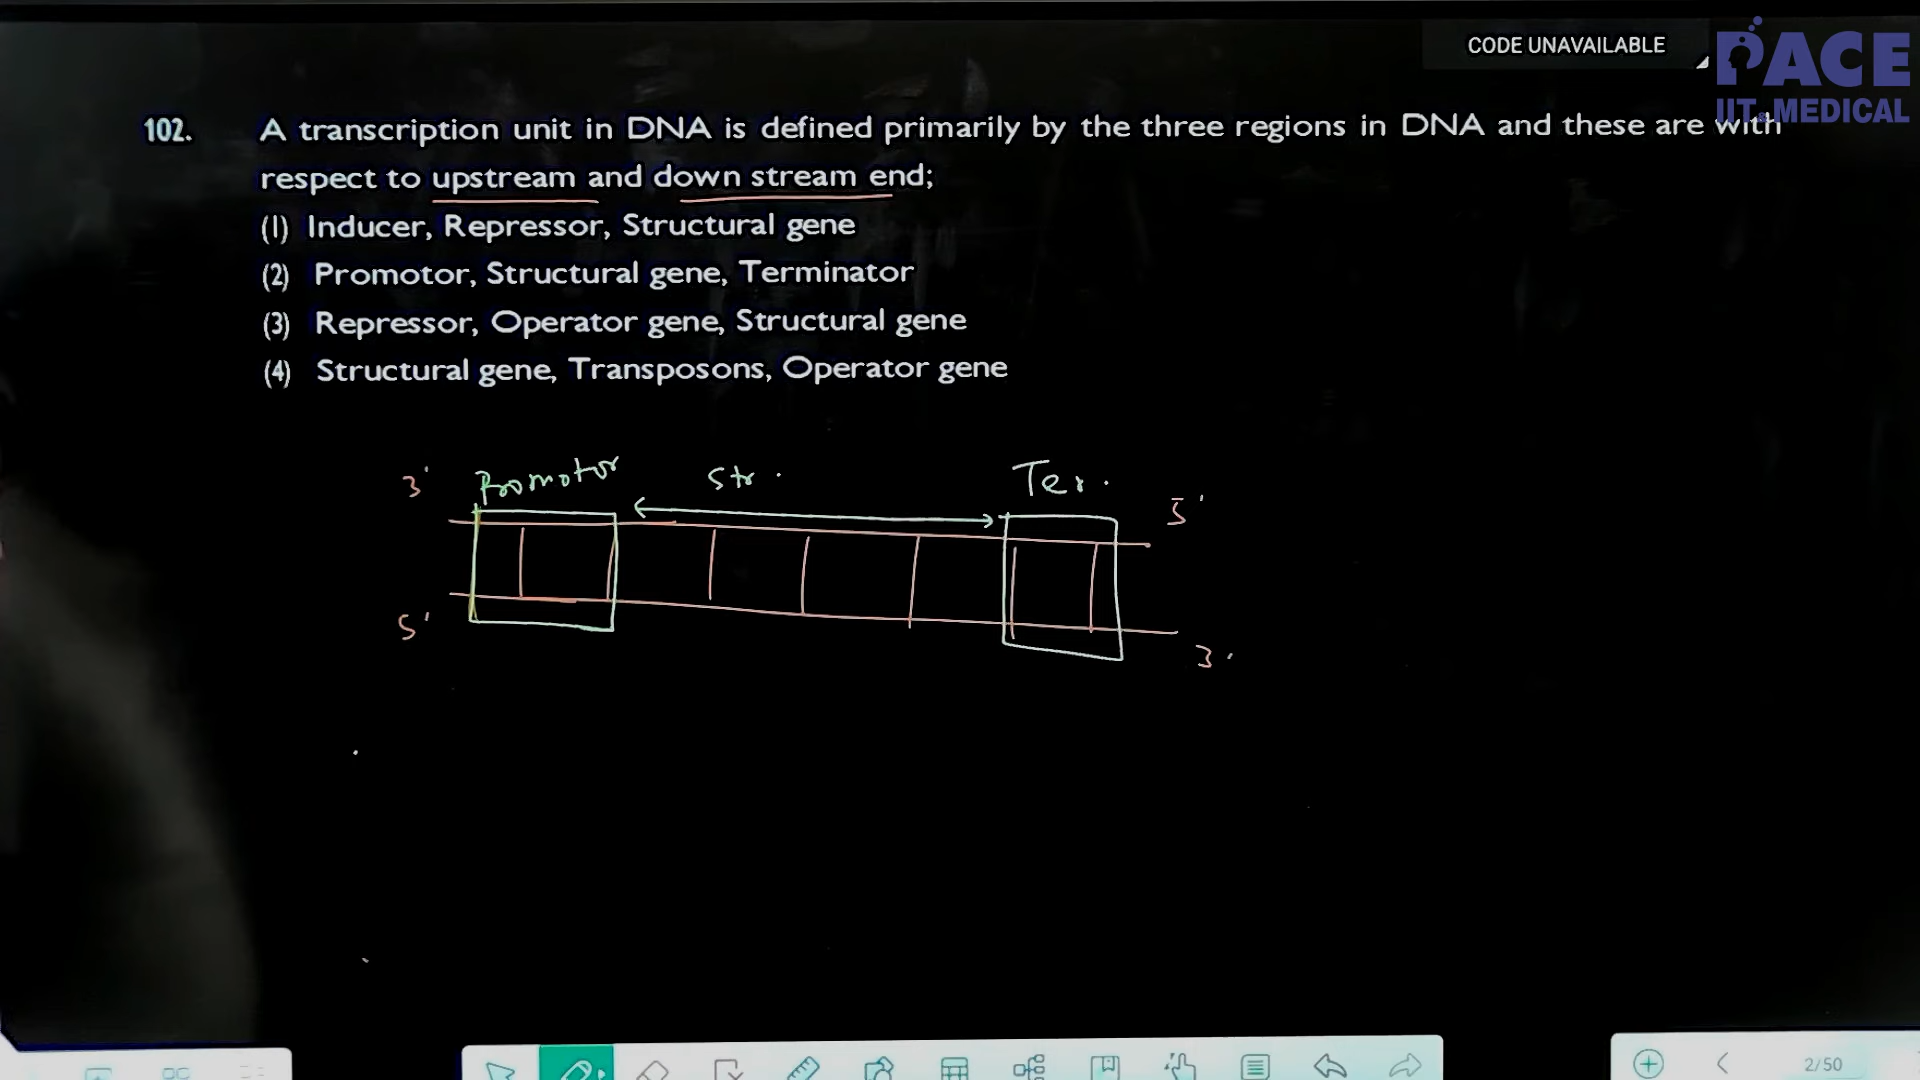 CODE UNAVAILABLE
PACE
IIT & MEDICAL
102. A transcription unit in DNA is defined primarily by the three regions in DNA and these are with
respect to upstream and down stream end;
(1) Inducer, Repressor, Structural gene
(2) Promotor, Structural gene, Terminator
(3) Repressor, Operator gene, Structural gene
(4) Structural gene, Transposons, Operator gene
3' Promotor Str. Ter. 5'
5' 3'
2/50